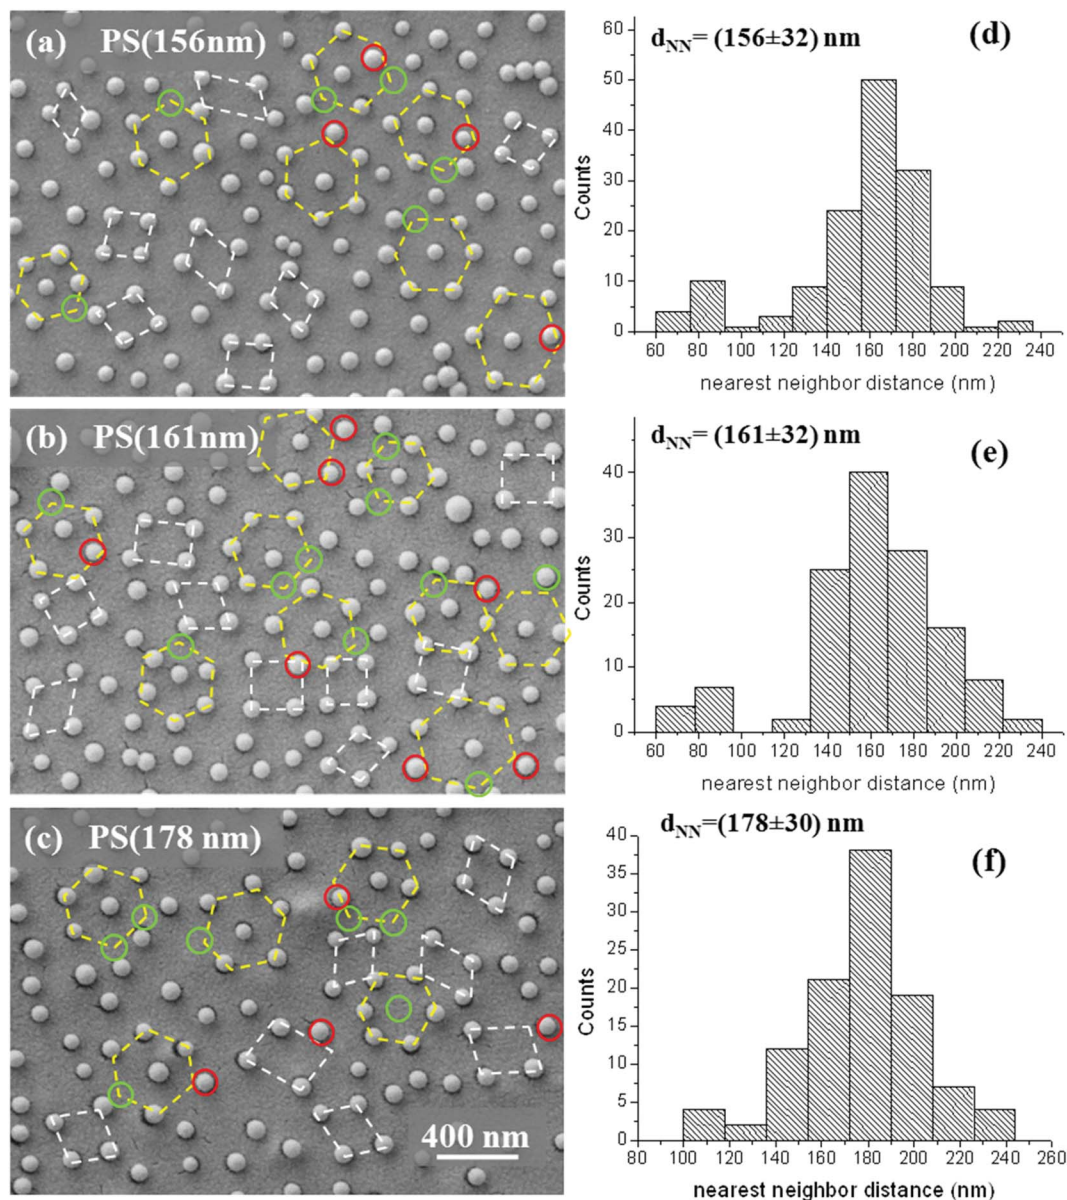 (a) PS(156nm)
dNN= (156±32) nm
(d)
60
50
40
30
20
10
0
Counts
60 80 100 120 140 160 180 200 220 240
nearest neighbor distance (nm)
(b) PS(161nm)
dNN= (161±32) nm
(e)
40
30
20
10
0
Counts
60 80 100 120 140 160 180 200 220 240
nearest neighbor distance (nm)
(c) PS(178 nm)
400 nm
dNN=(178±30) nm
(f)
40
35
30
25
20
15
10
5
0
Counts
80 100 120 140 160 180 200 220 240 260
nearest neighbor distance (nm)